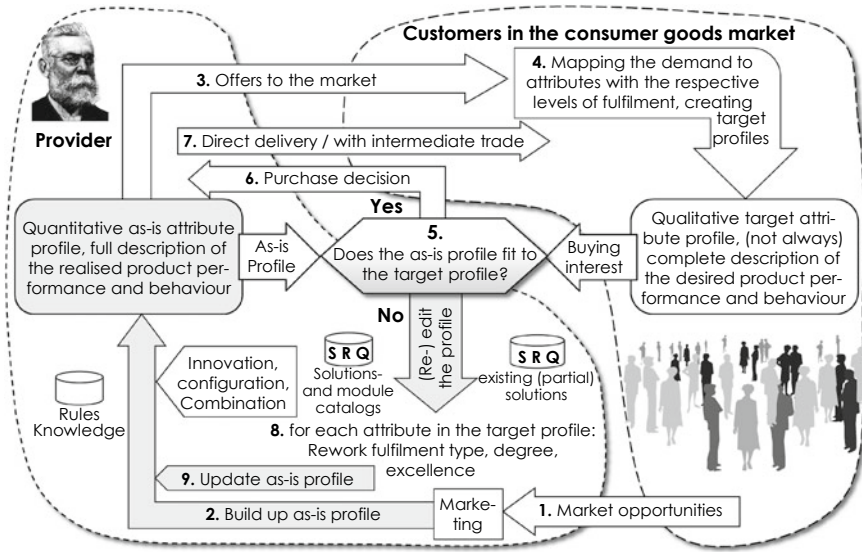 Customers in the consumer goods market
Provider
3. Offers to the market
4. Mapping the demand to
attributes with the respective
levels of fulfilment, creating
target
profiles
7. Direct delivery / with intermediate trade
6. Purchase decision
Yes
Quantitative as-is attribute
profile, full description of
the realised product per-
formance and behaviour
As-is
Profile
5.
Does the as-is profile fit to
the target profile?
Buying
interest
Qualitative target attri-
bute profile, (not always)
complete description of
the desired product per-
formance and behaviour
No
(Re-) edit
the profile
Rules
Knowledge
Innovation,
configuration,
Combination
S R Q
Solutions-
and module
catalogs
S R Q
existing (partial)
solutions
8. for each attribute in the target profile:
Rework fulfilment type, degree,
excellence
9. Update as-is profile
2. Build up as-is profile
Marke-
ting
1. Market opportunities